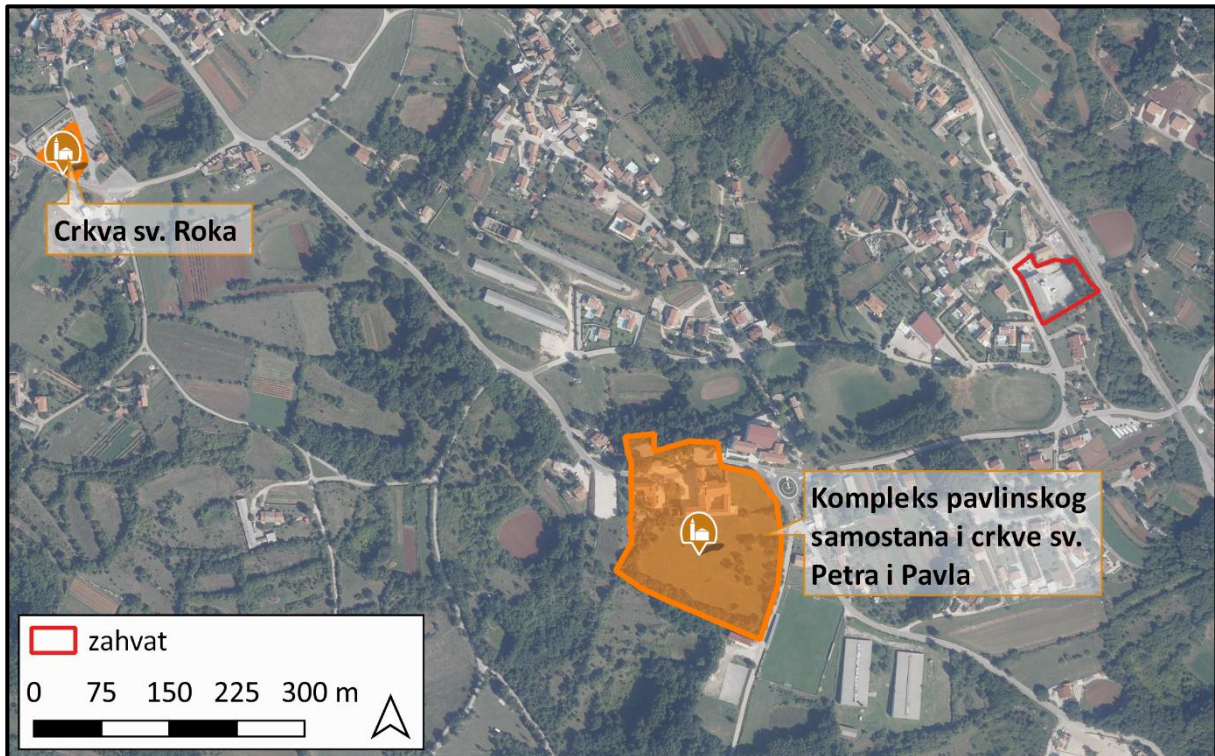 Crkva sv. Roka
Kompleks pavlinskog
samostana i crkve sv.
Petra i Pavla
zahvat
0 75 150 225 300 m